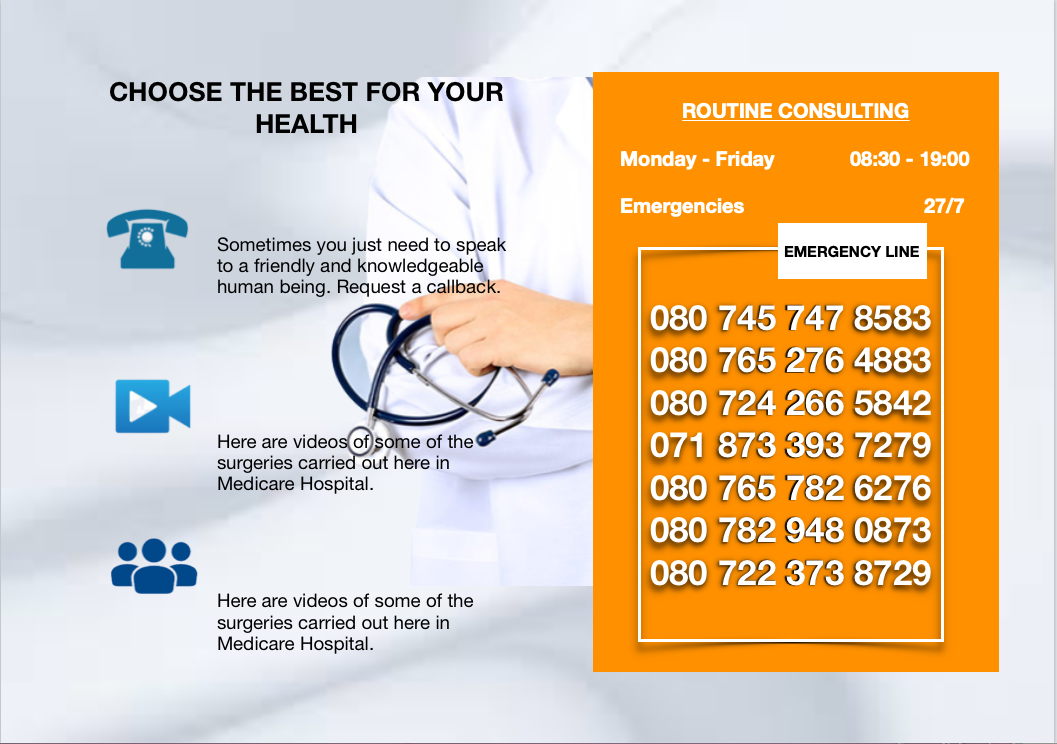 CHOOSE THE BEST FOR YOUR
HEALTH
Sometimes you just need to speak
to a friendly and knowledgeable
human being. Request a callback.
Here are videos of some of the
surgeries carried out here in
Medicare Hospital.
Here are videos of some of the
surgeries carried out here in
Medicare Hospital.
ROUTINE CONSULTING
Monday - Friday 08:30 - 19:00
Emergencies 27/7
EMERGENCY LINE
080 745 747 8583
080 765 276 4883
080 724 266 5842
071 873 393 7279
080 765 782 6276
080 782 948 0873
080 722 373 8729